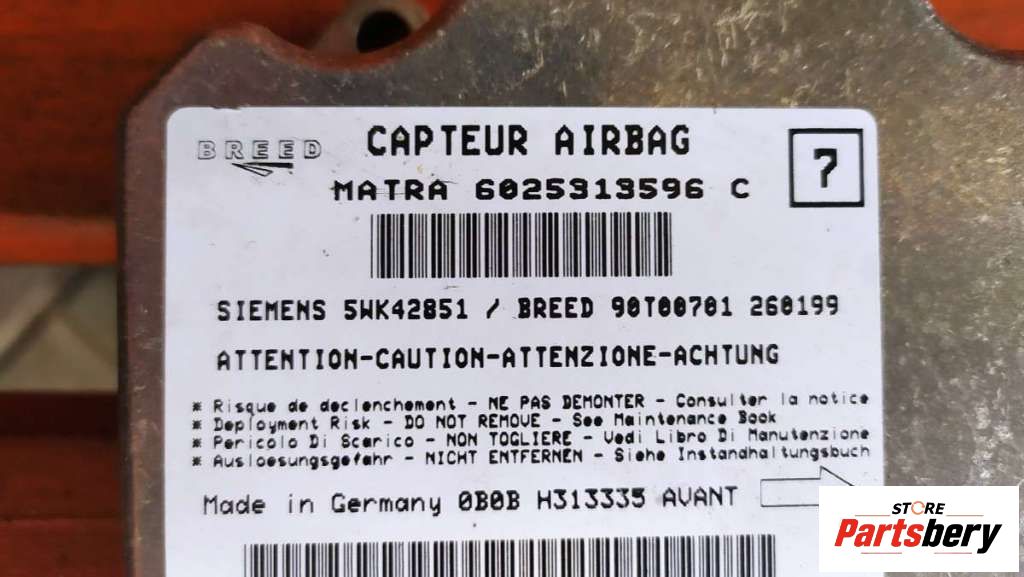 BREED
CAPTEUR AIRBAG
7
MATRA 6025313596 C
SIEMENS 5WK42851 / BREED 90T00701 260199
ATTENTION-CAUTION-ATTENZIONE-ACHTUNG
* Risque de declenchement - NE PAS DEMONTER - Consulter la notice
* Deployment Risk - DO NOT REMOVE - See Maintenance Book
* Pericolo Di Scarico - NON TOGLIERE - Vedi Libro Di Manutenzione
* Ausloesungsgefahr - NICHT ENTFERNEN - Siehe Instandhaltungsbuch
Made in Germany 0B0B H313335 AVANT
STORE
Partsbery